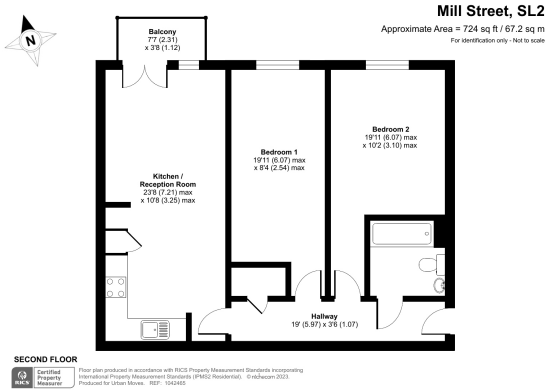 Mill Street, SL2
Approximate Area = 724 sq ft / 67.2 sq m
For identification only - Not to scale
N
Balcony
7'7 (2.31)
x 3'8 (1.12)
Bedroom 2
19'11 (6.07) max
x 10'2 (3.10) max
Bedroom 1
19'11 (6.07) max
x 8'4 (2.54) max
Kitchen /
Reception Room
23'8 (7.21) max
x 10'8 (3.25) max
Hallway
19' (5.97) x 3'6 (1.07)
SECOND FLOOR
RICS
Certified
Property
Measurer
Floor plan produced in accordance with RICS Property Measurement Standards incorporating
International Property Measurement Standards (IPMS2 Residential). © nichecom 2023.
Produced for Urban Moves. REF: 1042465